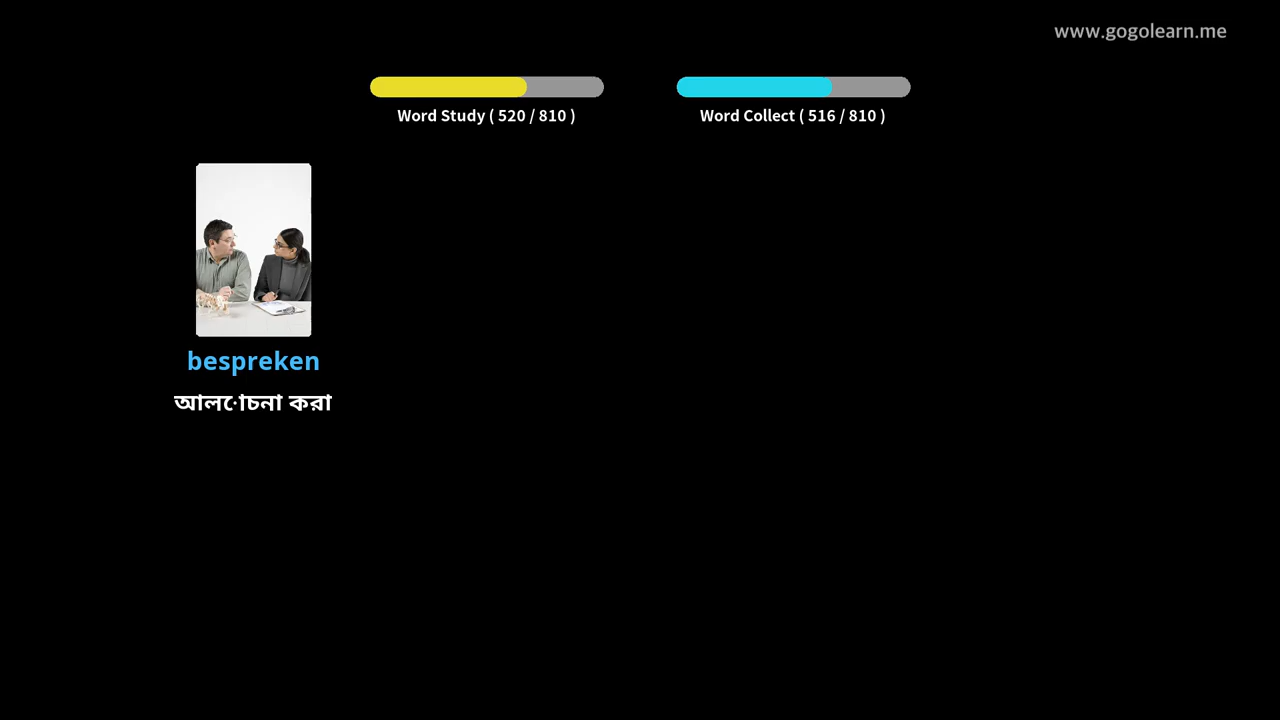 www.gogolearn.me
Word Study ( 520 / 810 )
Word Collect ( 516 / 810 )
bespreken
আলোচনা করা